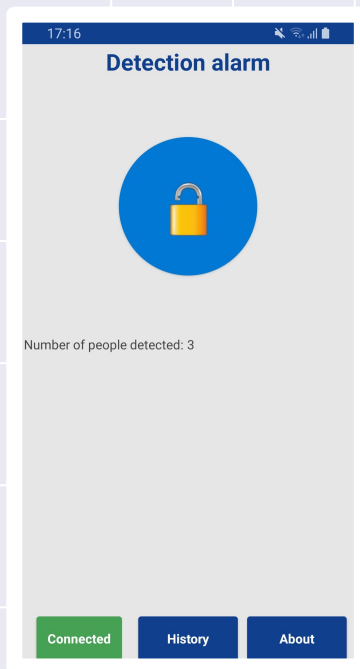 17:16
Detection alarm
Number of people detected: 3
Connected History About